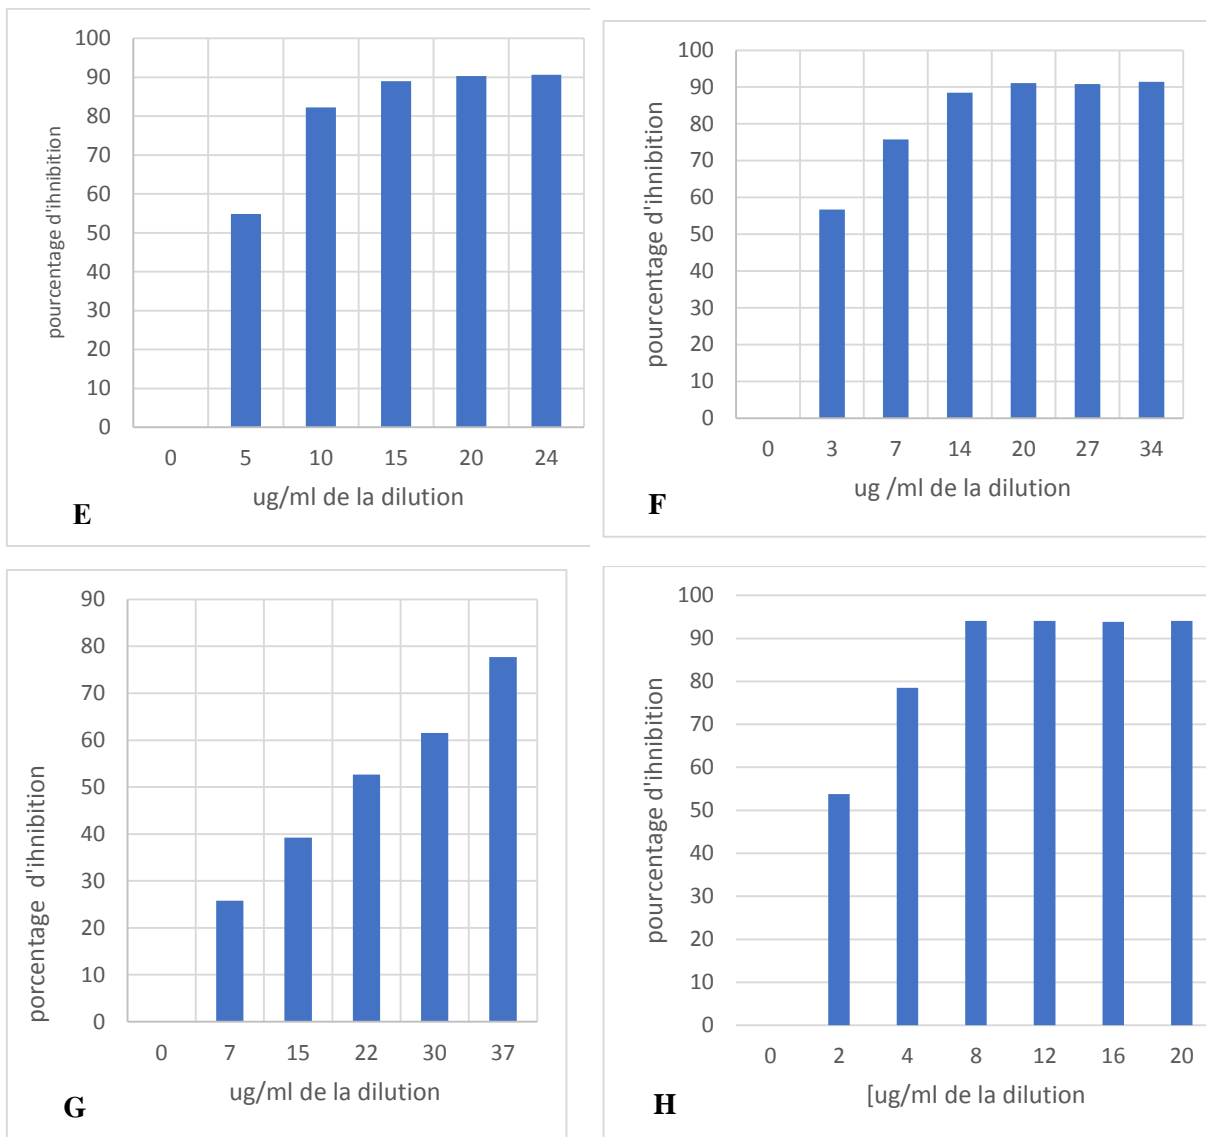 100
90
80
70
60
50
40
30
20
10
0
pourcentage d'ihnibition
0 5 10 15 20 24
ug/ml de la dilution
E
100
90
80
70
60
50
40
30
20
10
0
pourcentage d'ihnibition
0 3 7 14 20 27 34
ug /ml de la dilution
F
90
80
70
60
50
40
30
20
10
0
porcentage d'ihnibition
0 7 15 22 30 37
ug/ml de la dilution
G
100
90
80
70
60
50
40
30
20
10
0
pourcentage d'ihnibition
0 2 4 8 12 16 20
[ug/ml de la dilution
H